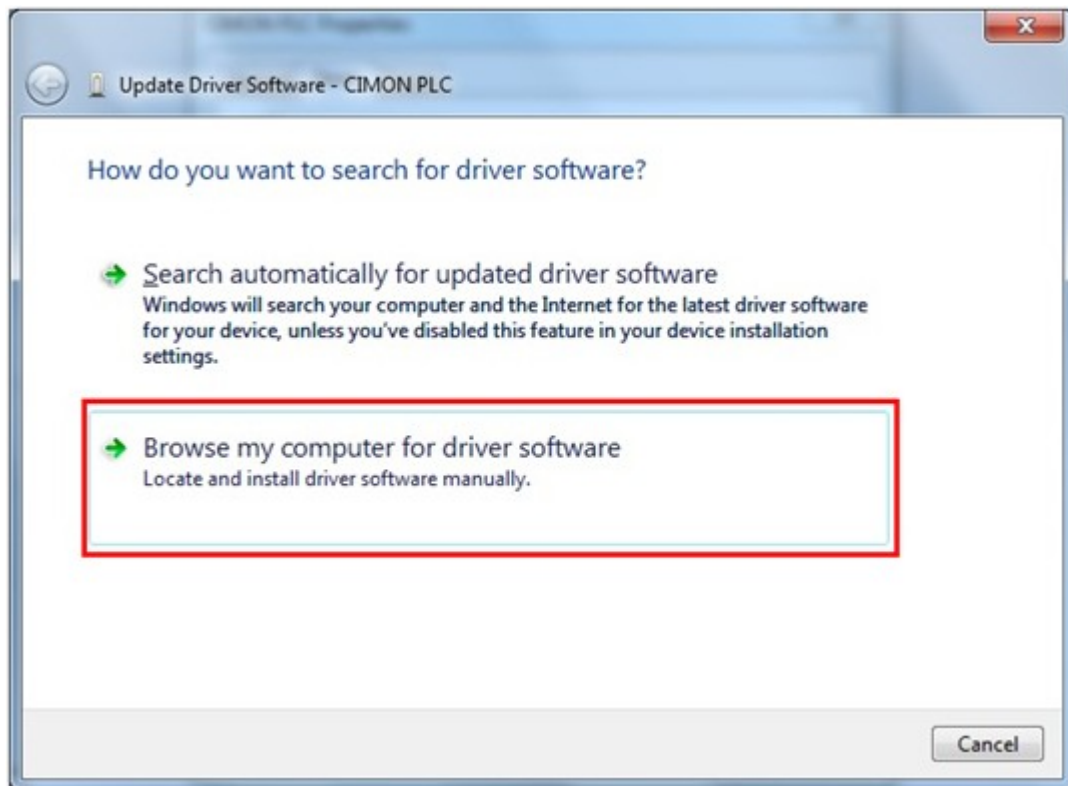 CIMON PLC Properties
Update Driver Software - CIMON PLC
How do you want to search for driver software?
Search automatically for updated driver software
Windows will search your computer and the Internet for the latest driver software
for your device, unless you've disabled this feature in your device installation
settings.
Browse my computer for driver software
Locate and install driver software manually.
Cancel